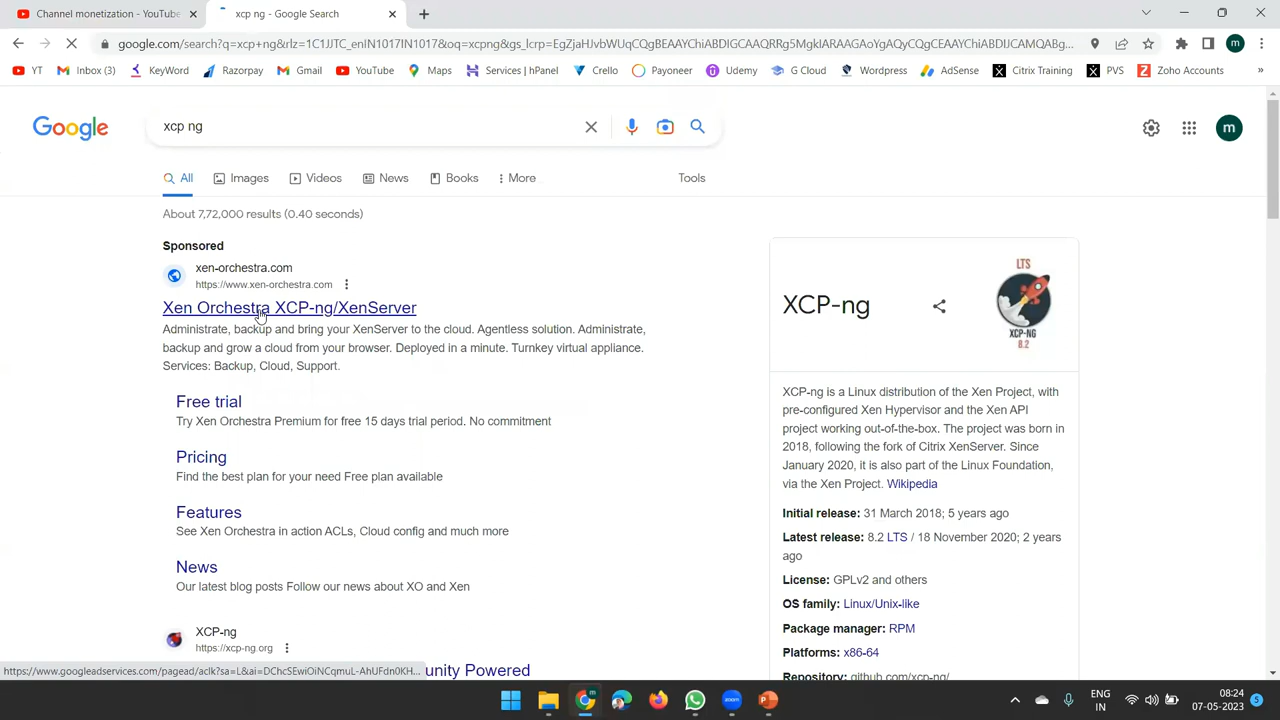 Channel monetization - YouTube
xcp ng - Google Search
google.com/search?q=xcp+ng&rlz=1C1JJTC_enIN1017IN1017&oq=xcpng&gs_lcrp=EgZjaHJvbWUqCQgBEAAYChiABDIGCAAQRRg5MgkIARAAGAoYgAQyCQgCEAAYChiABDIJCAMQABg...
YT
Inbox (3)
KeyWord
Razorpay
Gmail
YouTube
Maps
Services | hPanel
Crello
Payoneer
Udemy
G Cloud
Wordpress
AdSense
Citrix Training
PVS
Zoho Accounts
»
Google
xcp ng
m
All
Images
Videos
News
Books
More
Tools
About 7,72,000 results (0.40 seconds)
Sponsored
xen-orchestra.com
https://www.xen-orchestra.com
Xen Orchestra XCP-ng/XenServer
Administrate, backup and bring your XenServer to the cloud. Agentless solution. Administrate,
backup and grow a cloud from your browser. Deployed in a minute. Turnkey virtual appliance.
Services: Backup, Cloud, Support.
Free trial
Try Xen Orchestra Premium for free 15 days trial period. No commitment
Pricing
Find the best plan for your need Free plan available
Features
See Xen Orchestra in action ACLs, Cloud config and much more
News
Our latest blog posts Follow our news about XO and Xen
XCP-ng
https://xcp-ng.org
unity Powered
https://www.googleadservices.com/pagead/aclk?sa=L&ai=DChcSEwiOiNCqmuL-AhUFdn0KH...
XCP-ng
LTS
XCP-NG
8.2
XCP-ng is a Linux distribution of the Xen Project, with
pre-configured Xen Hypervisor and the Xen API
project working out-of-the-box. The project was born in
2018, following the fork of Citrix XenServer. Since
January 2020, it is also part of the Linux Foundation,
via the Xen Project. Wikipedia
Initial release: 31 March 2018; 5 years ago
Latest release: 8.2 LTS / 18 November 2020; 2 years
ago
License: GPLv2 and others
OS family: Linux/Unix-like
Package manager: RPM
Platforms: x86-64
Repository: github.com/xcp-ng/
ENG
IN
08:24
07-05-2023
5